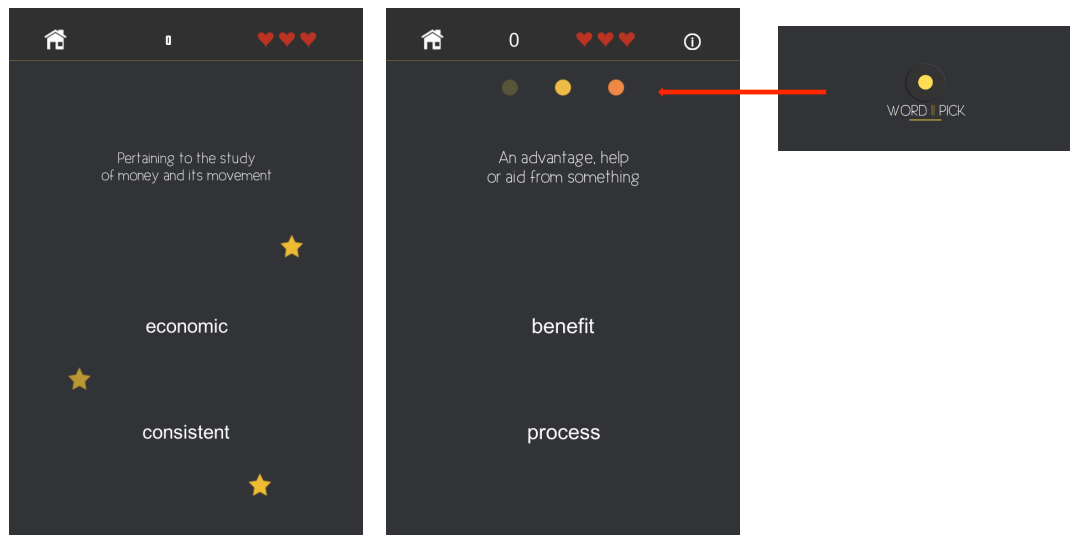 0
Pertaining to the study
of money and its movement
economic
consistent
0
An advantage, help
or aid from something
benefit
process
WORD II PICK